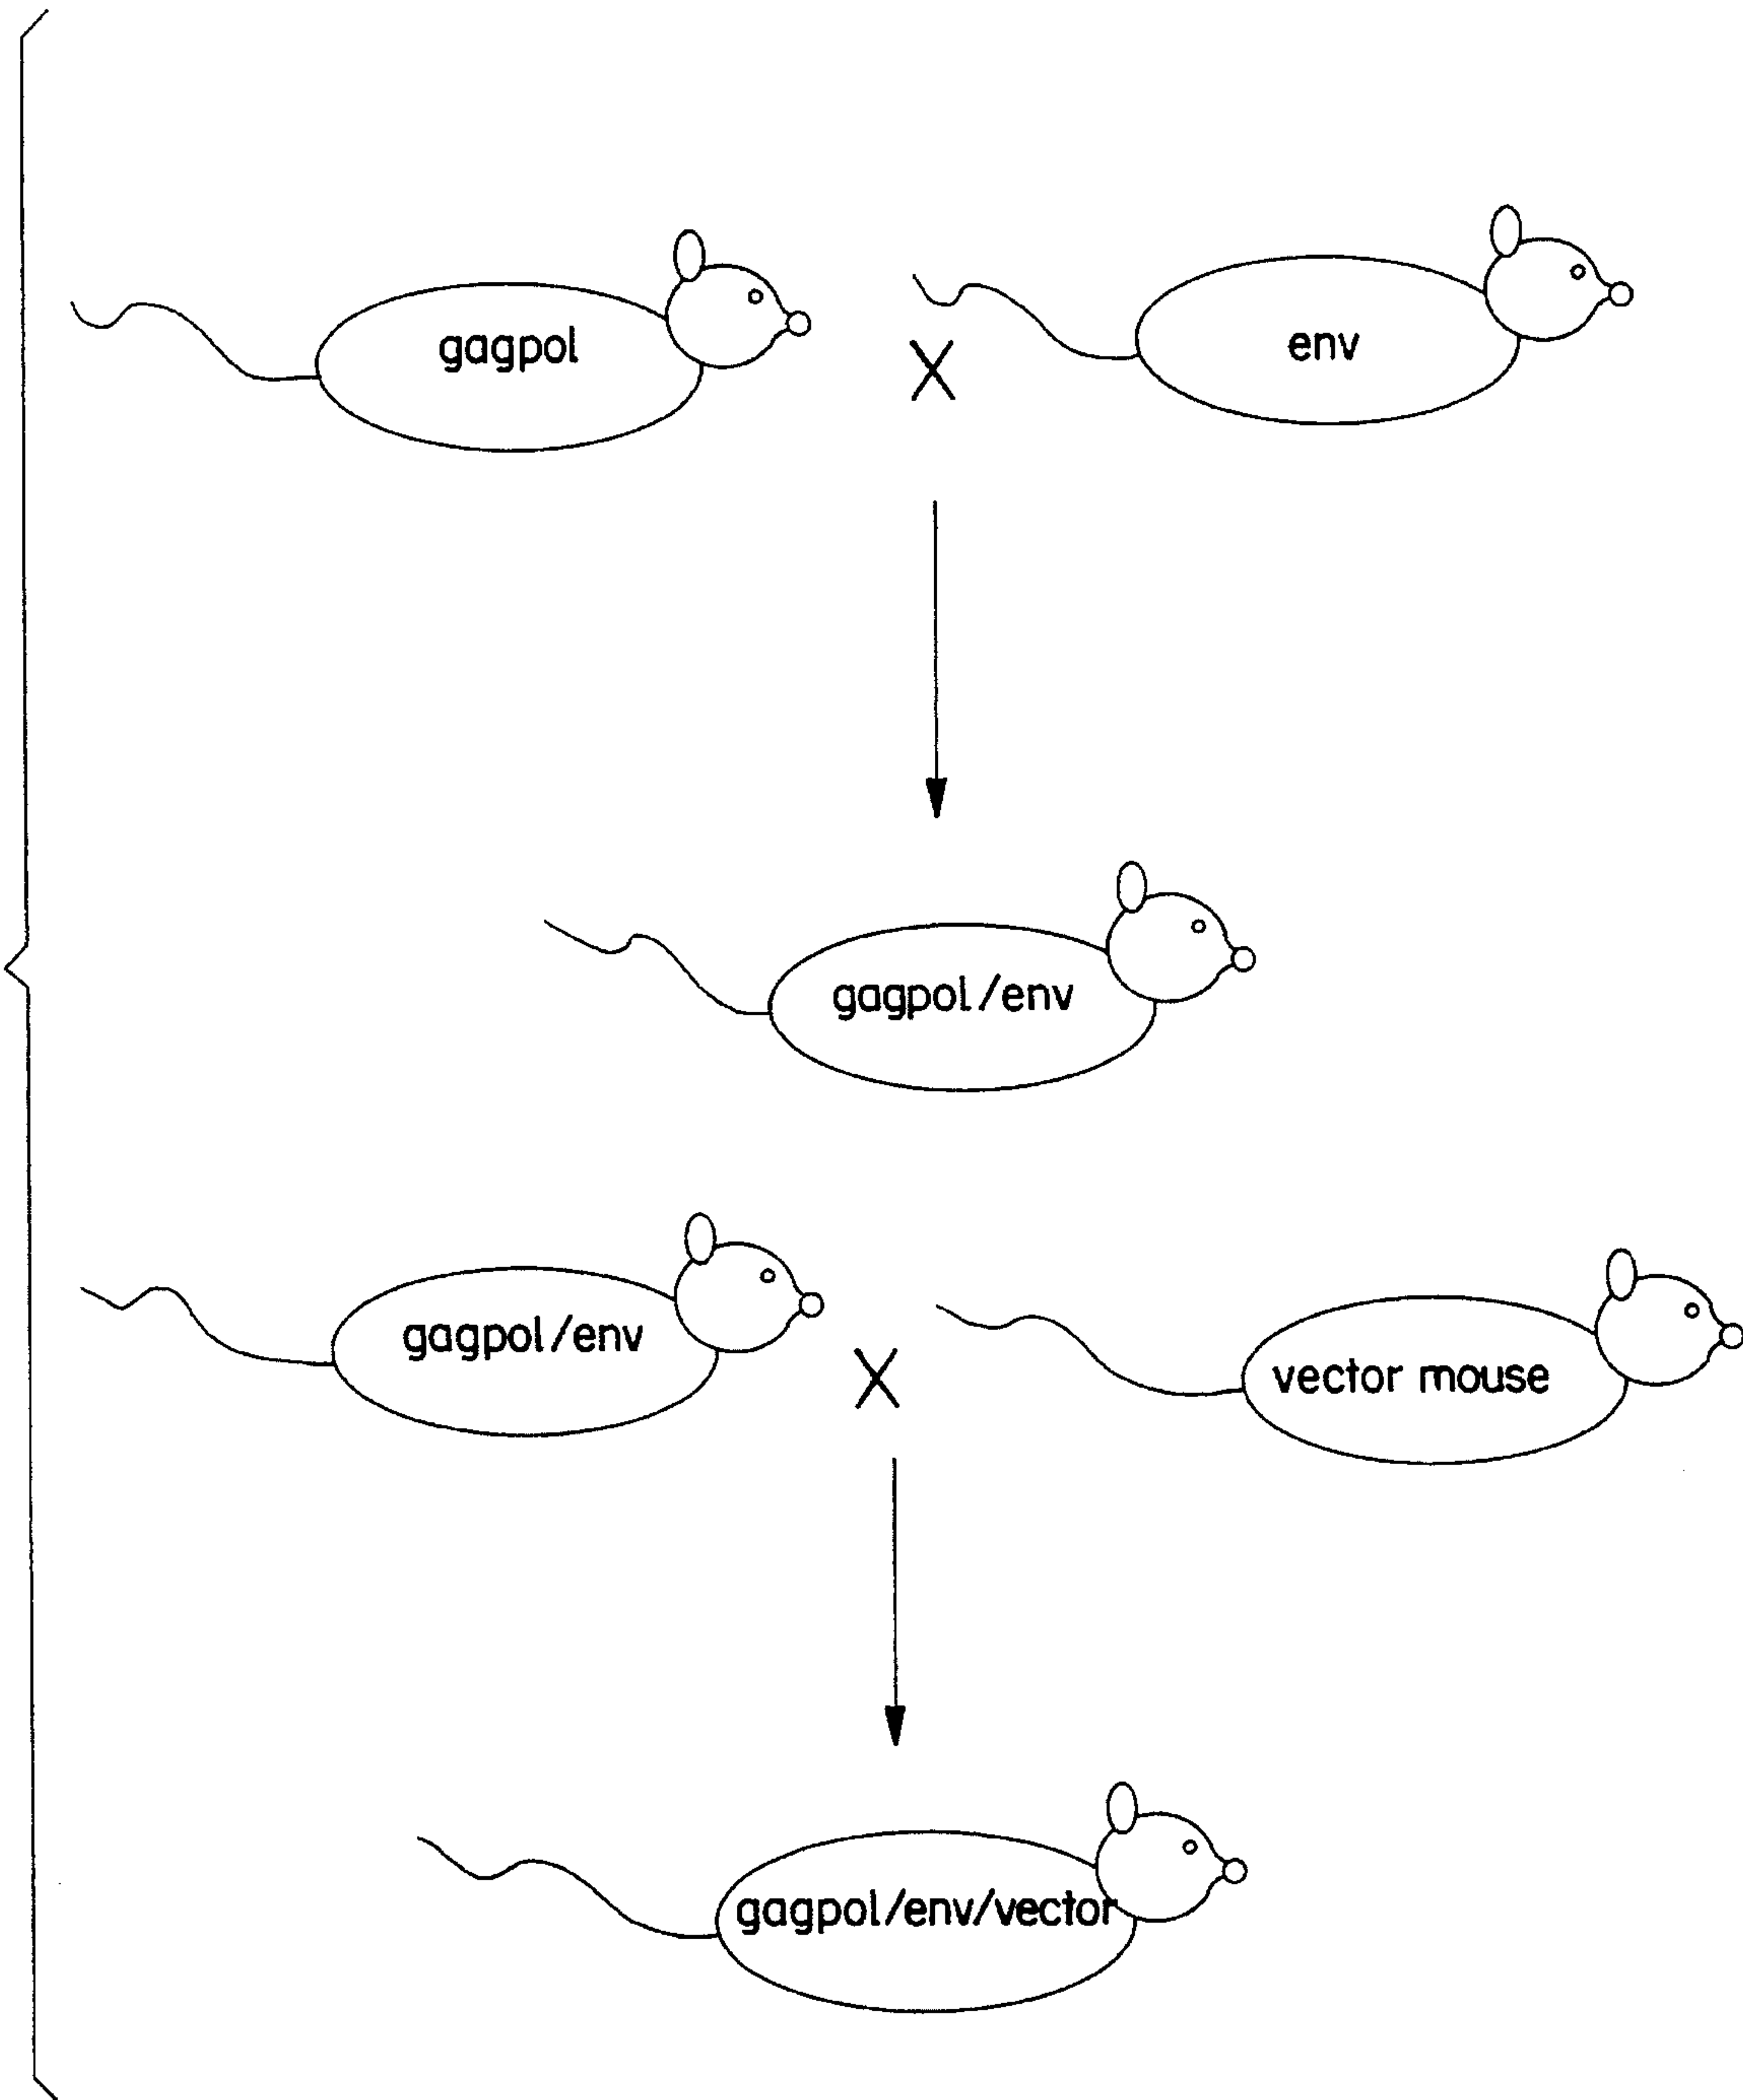 gagpol
X
env
gagpol/env
gagpol/env
X
vector mouse
gagpol/env/vector